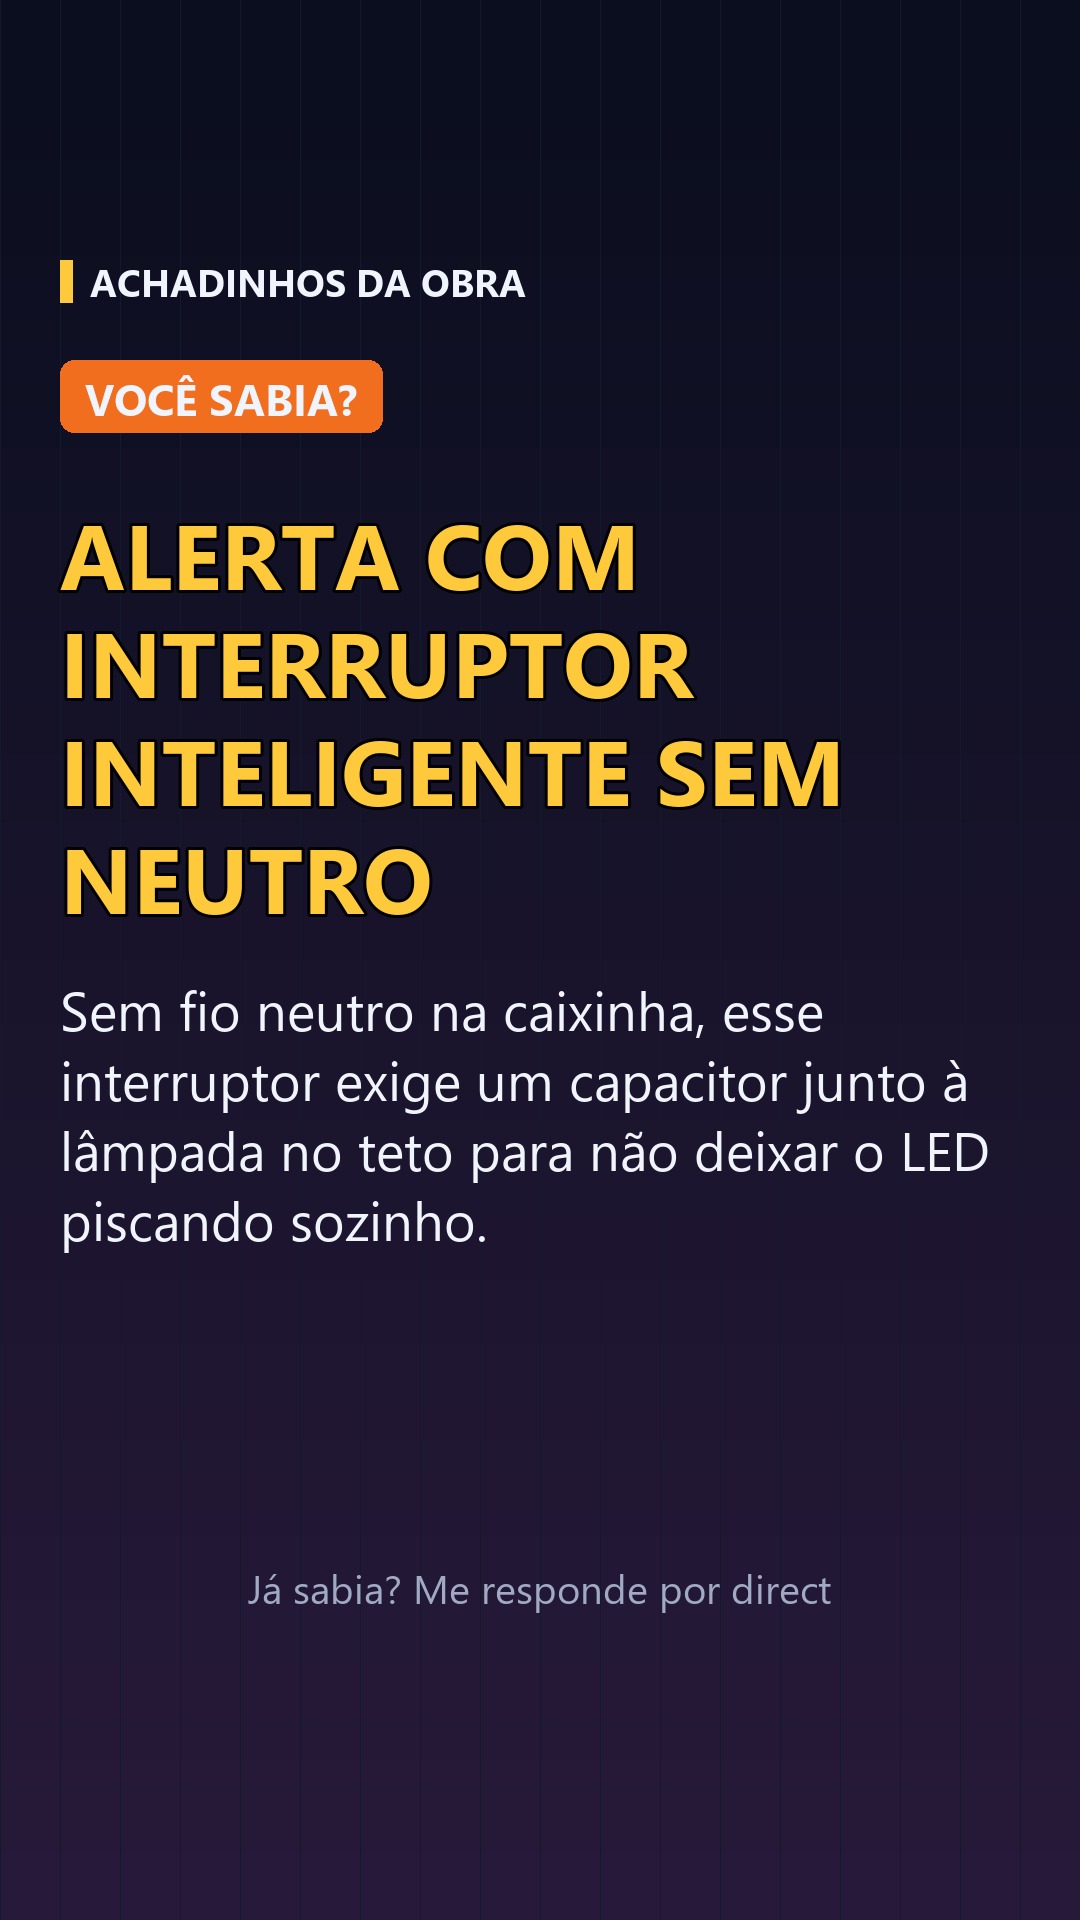 ACHADINHOS DA OBRA
VOCÊ SABIA?
ALERTA COM
INTERRUPTOR
INTELIGENTE SEM
NEUTRO
Sem fio neutro na caixinha, esse
interruptor exige um capacitor junto à
lâmpada no teto para não deixar o LED
piscando sozinho.
Já sabia? Me responde por direct